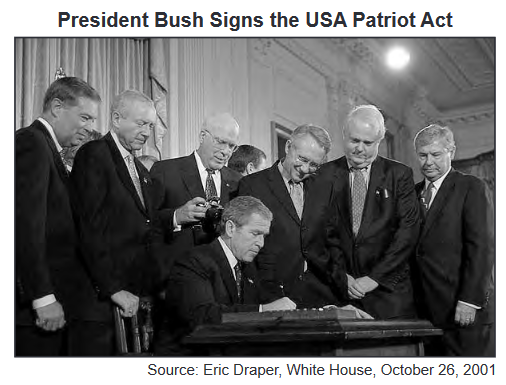 President Bush Signs the USA Patriot Act
Source: Eric Draper, White House, October 26, 2001